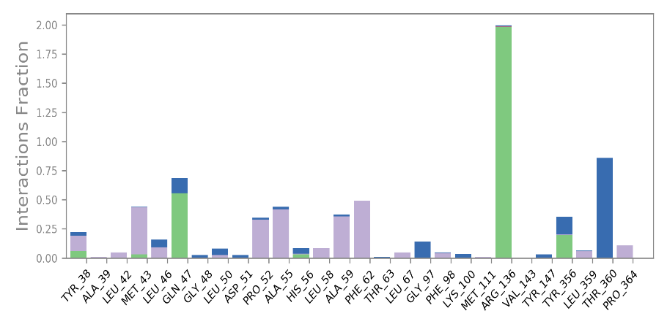 Interactions Fraction
2.00
1.75
1.50
1.25
1.00
0.75
0.50
0.25
0.00
TYR_38
ALA_39
LEU_42
MET_43
LEU_46
GLN_47
GLY_48
LEU_50
ASP_51
PRO_52
ALA_55
HIS_56
LEU_58
ALA_59
PHE_62
THR_63
LEU_67
GLY_97
PHE_98
LYS_100
MET_111
ARG_136
VAL_143
TYR_147
TYR_356
LEU_359
THR_360
PRO_364